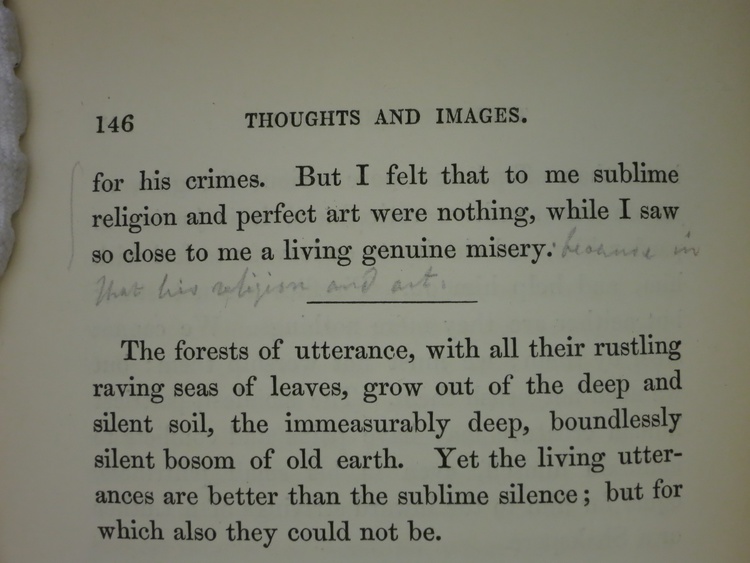 146 THOUGHTS AND IMAGES.
for his crimes. But I felt that to me sublime
religion and perfect art were nothing, while I saw
so close to me a living genuine misery. because in
that his religion and art.
The forests of utterance, with all their rustling
raving seas of leaves, grow out of the deep and
silent soil, the immeasurably deep, boundlessly
silent bosom of old earth. Yet the living utter-
ances are better than the sublime silence; but for
which also they could not be.